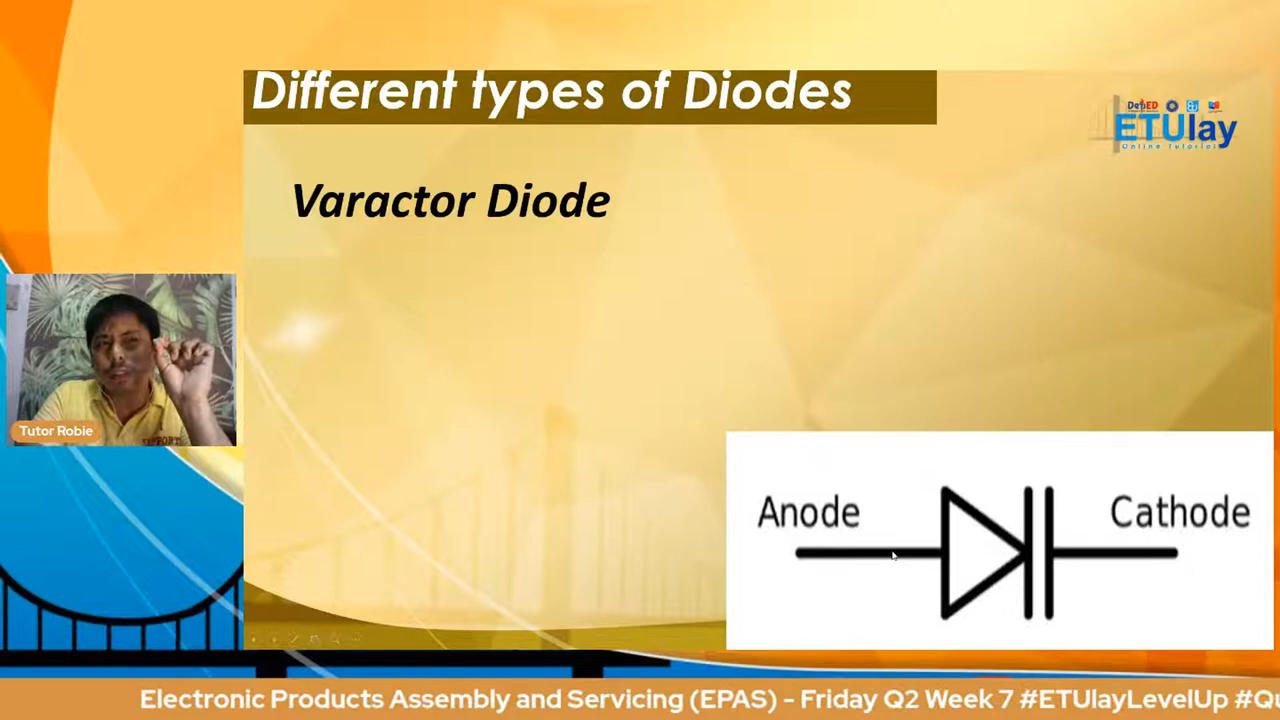 Different types of Diodes
DepED
ETUlay
Online Tutorial
Varactor Diode
Tutor Robie
Anode
Cathode
Electronic Products Assembly and Servicing (EPAS) - Friday Q2 Week 7 #ETUlayLevelUp #Qu